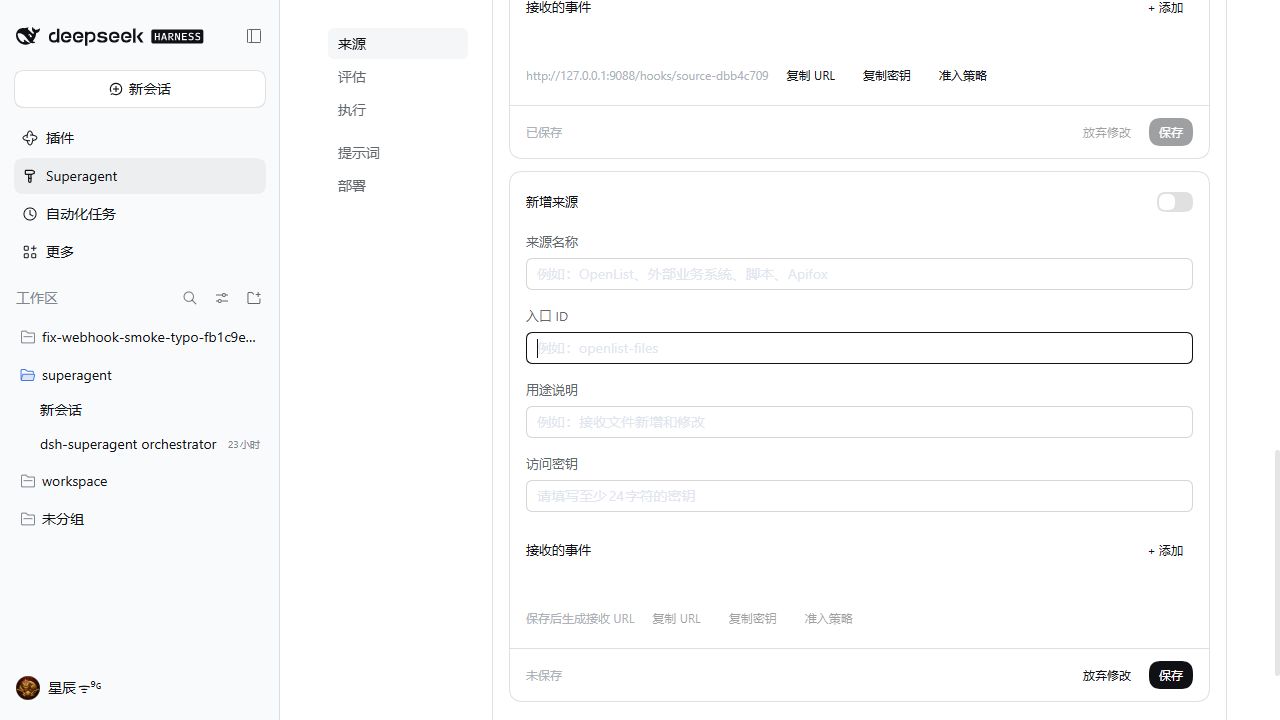 deepseek HARNESS
新会话
插件
Superagent
自动化任务
更多
工作区
fix-webhook-smoke-typo-fb1c9e...
superagent
新会话
dsh-superagent orchestrator 23小时
workspace
未分组
星辰
来源
评估
执行
提示词
部署
接收的事件 + 添加
http://127.0.0.1:9088/hooks/source-dbb4c709 复制 URL 复制密钥 准入策略
已保存 放弃修改 保存
新增来源
来源名称
例如：OpenList、外部业务系统、脚本、Apifox
入口 ID
例如：openlist-files
用途说明
例如：接收文件新增和修改
访问密钥
请填写至少24字符的密钥
接收的事件 + 添加
保存后生成接收 URL 复制 URL 复制密钥 准入策略
未保存 放弃修改 保存